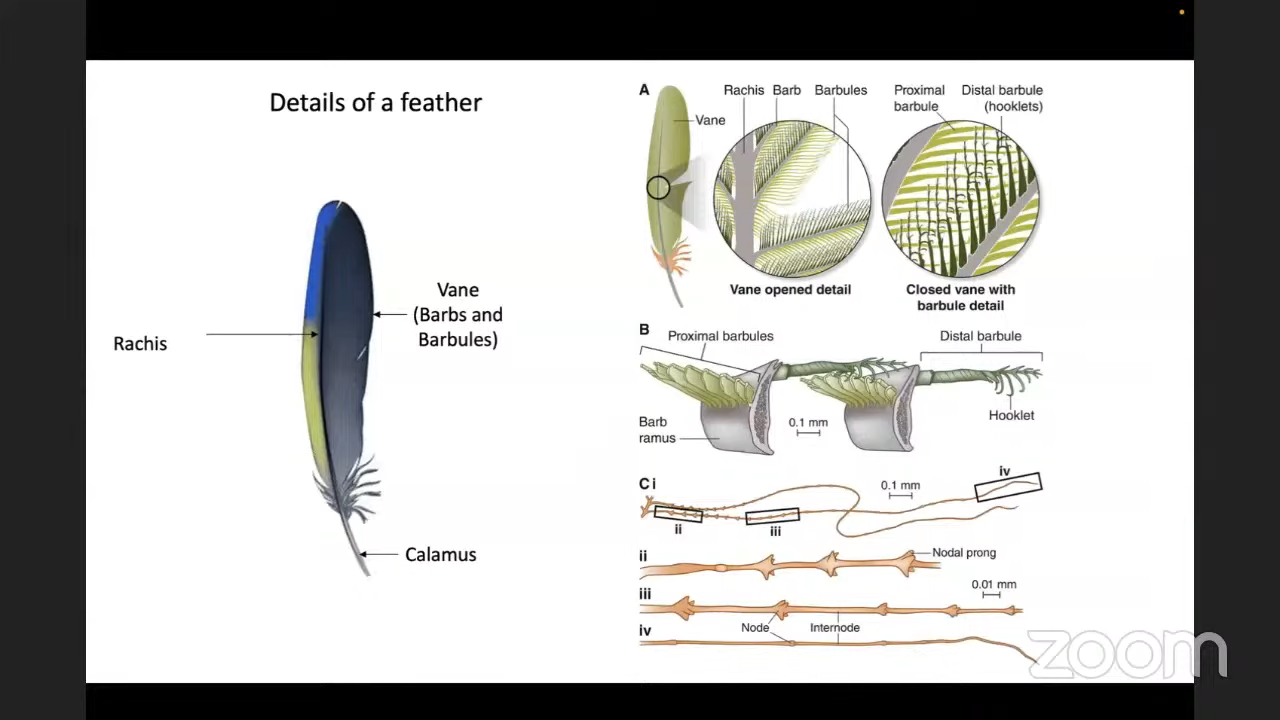 Details of a feather
Rachis
Vane
(Barbs and
Barbules)
Calamus
A
Vane
Rachis Barb Barbules
Proximal
barbule
Distal barbule
(hooklets)
Vane opened detail
Closed vane with
barbule detail
B
Proximal barbules
Distal barbule
Barb
ramus
0.1 mm
Hooklet
C i
0.1 mm
iv
ii
iii
ii
Nodal prong
0.01 mm
iii
Node
Internode
iv
zoom